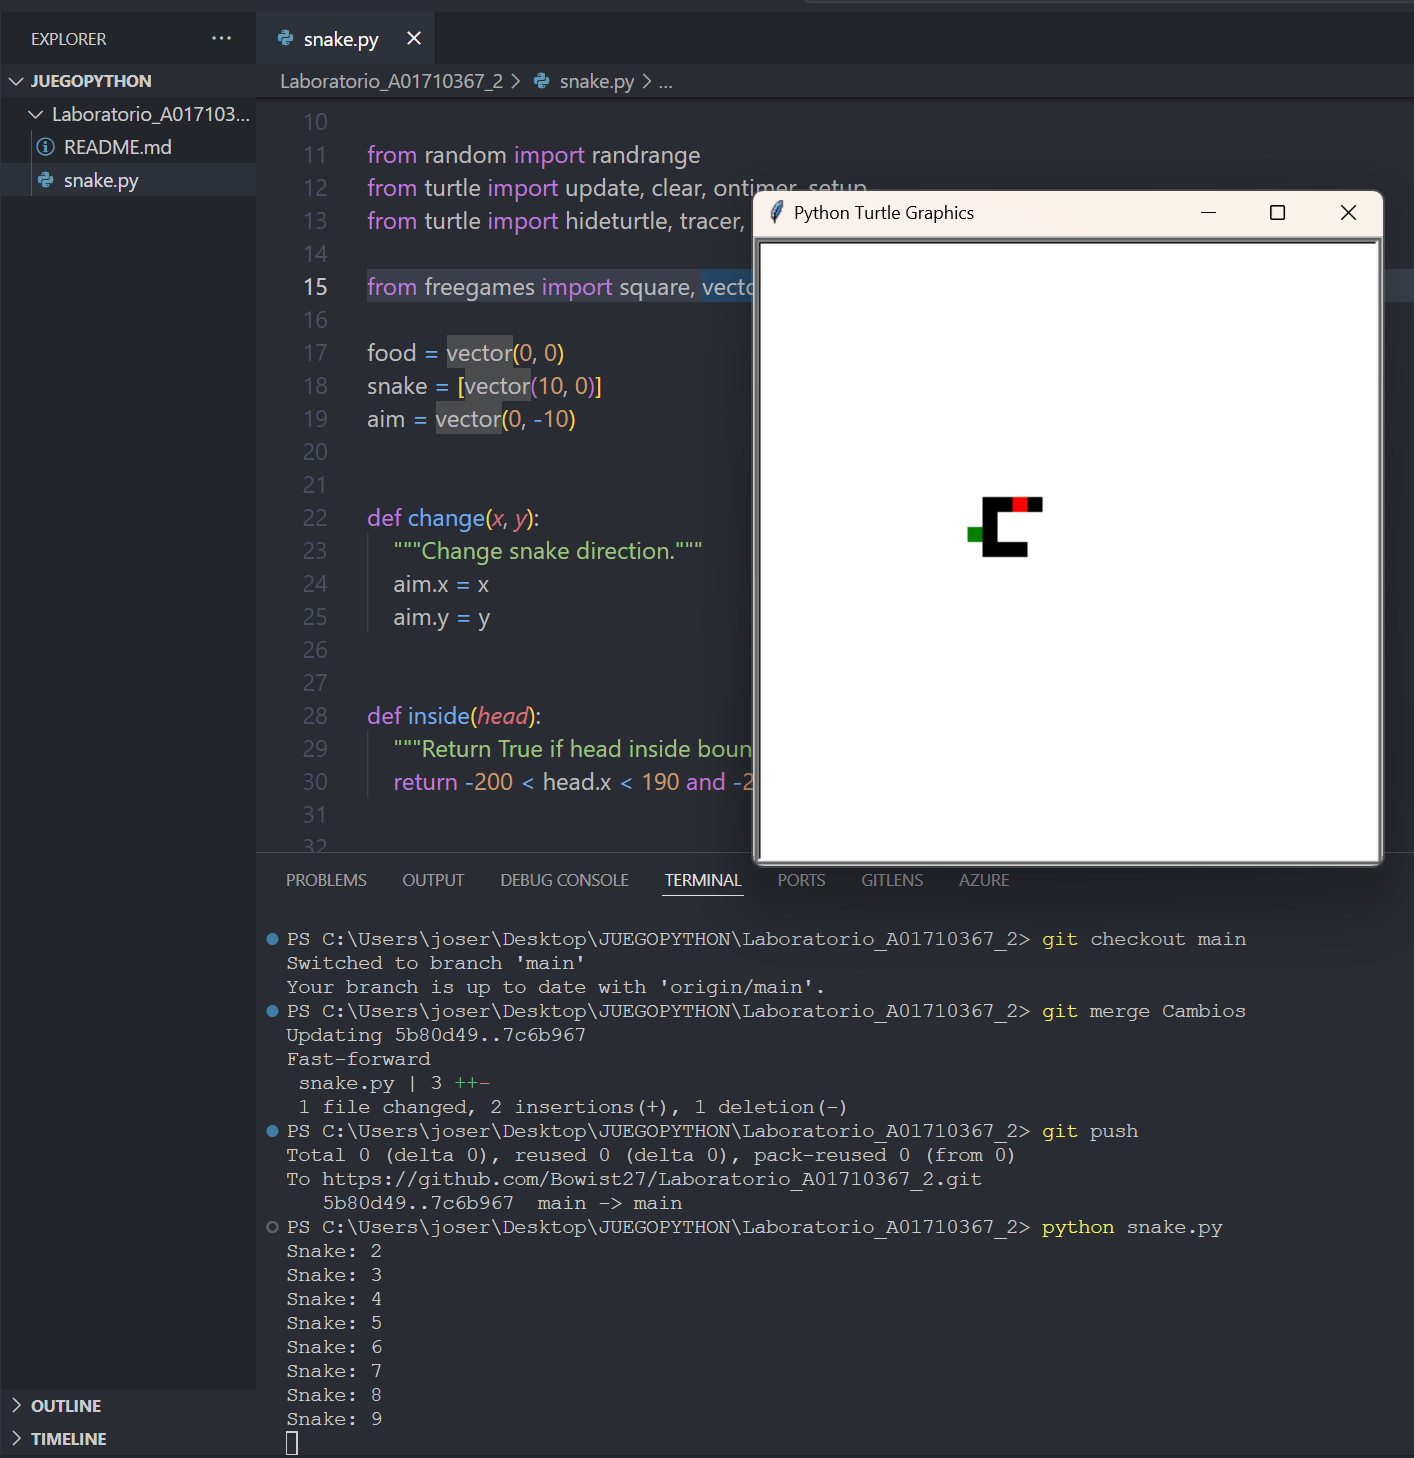 EXPLORER
JUEGOPYTHON
Laboratorio_A017103...
README.md
snake.py
OUTLINE
TIMELINE
snake.py
Laboratorio_A01710367_2 > snake.py > ...
10
11 from random import randrange
12 from turtle import update, clear, ontimer, setup
13 from turtle import hideturtle, tracer,
14
15 from freegames import square, vecto
16
17 food = vector(0, 0)
18 snake = [vector(10, 0)]
19 aim = vector(0, -10)
20
21
22 def change(x, y):
23 """Change snake direction."""
24 aim.x = x
25 aim.y = y
26
27
28 def inside(head):
29 """Return True if head inside boun
30 return -200 < head.x < 190 and -2
31
32
Python Turtle Graphics
PROBLEMS OUTPUT DEBUG CONSOLE TERMINAL PORTS GITLENS AZURE
PS C:\Users\joser\Desktop\JUEGOPYTHON\Laboratorio_A01710367_2> git checkout main
Switched to branch 'main'
Your branch is up to date with 'origin/main'.
PS C:\Users\joser\Desktop\JUEGOPYTHON\Laboratorio_A01710367_2> git merge Cambios
Updating 5b80d49..7c6b967
Fast-forward
snake.py | 3 ++-
1 file changed, 2 insertions(+), 1 deletion(-)
PS C:\Users\joser\Desktop\JUEGOPYTHON\Laboratorio_A01710367_2> git push
Total 0 (delta 0), reused 0 (delta 0), pack-reused 0 (from 0)
To https://github.com/Bowist27/Laboratorio_A01710367_2.git
5b80d49..7c6b967 main -> main
PS C:\Users\joser\Desktop\JUEGOPYTHON\Laboratorio_A01710367_2> python snake.py
Snake: 2
Snake: 3
Snake: 4
Snake: 5
Snake: 6
Snake: 7
Snake: 8
Snake: 9